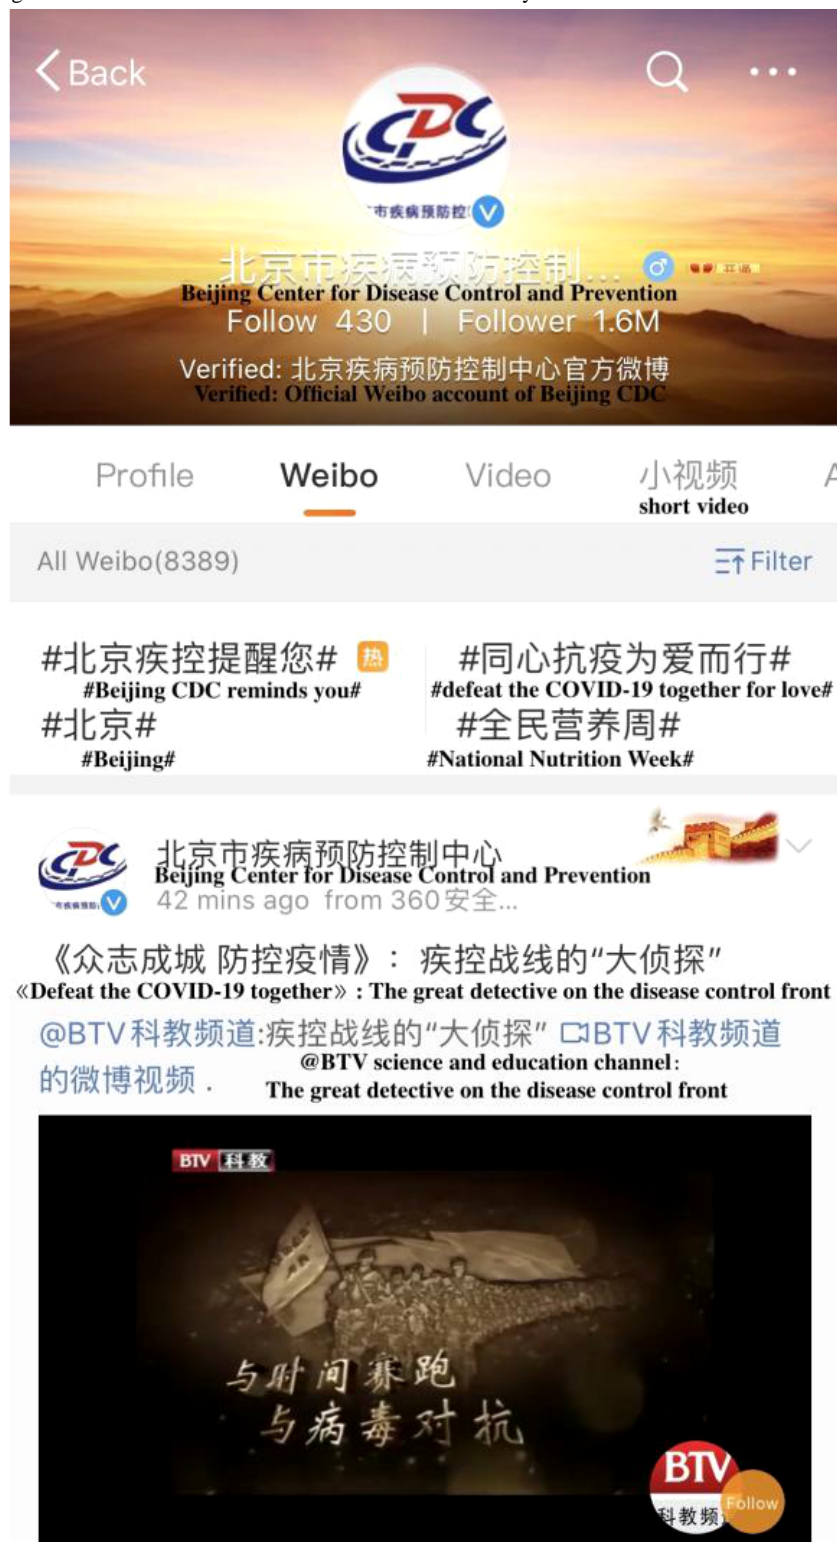 Back
CDC
市疾病预防控
北京市疾病预防控制...
Beijing Center for Disease Control and Prevention
Follow 430 | Follower 1.6M
Verified: 北京疾病预防控制中心官方微博
Verified: Official Weibo account of Beijing CDC
Profile Weibo Video 小视频 A
short video
All Weibo(8389) Filter
#北京疾控提醒您# 热 #同心抗疫为爱而行#
#Beijing CDC reminds you# #defeat the COVID-19 together for love#
#北京# #全民营养周#
#Beijing# #National Nutrition Week#
CDC
北京市疾病预防控制中心
Beijing Center for Disease Control and Prevention
42 mins ago from 360安全...
《众志成城 防控疫情》：疾控战线的“大侦探”
《Defeat the COVID-19 together》: The great detective on the disease control front
@BTV科教频道:疾控战线的“大侦探” BTV科教频道
@BTV science and education channel:
的微博视频 .
The great detective on the disease control front
BTV 科教
与时间赛跑
与病毒对抗
BTV
Follow
科教频